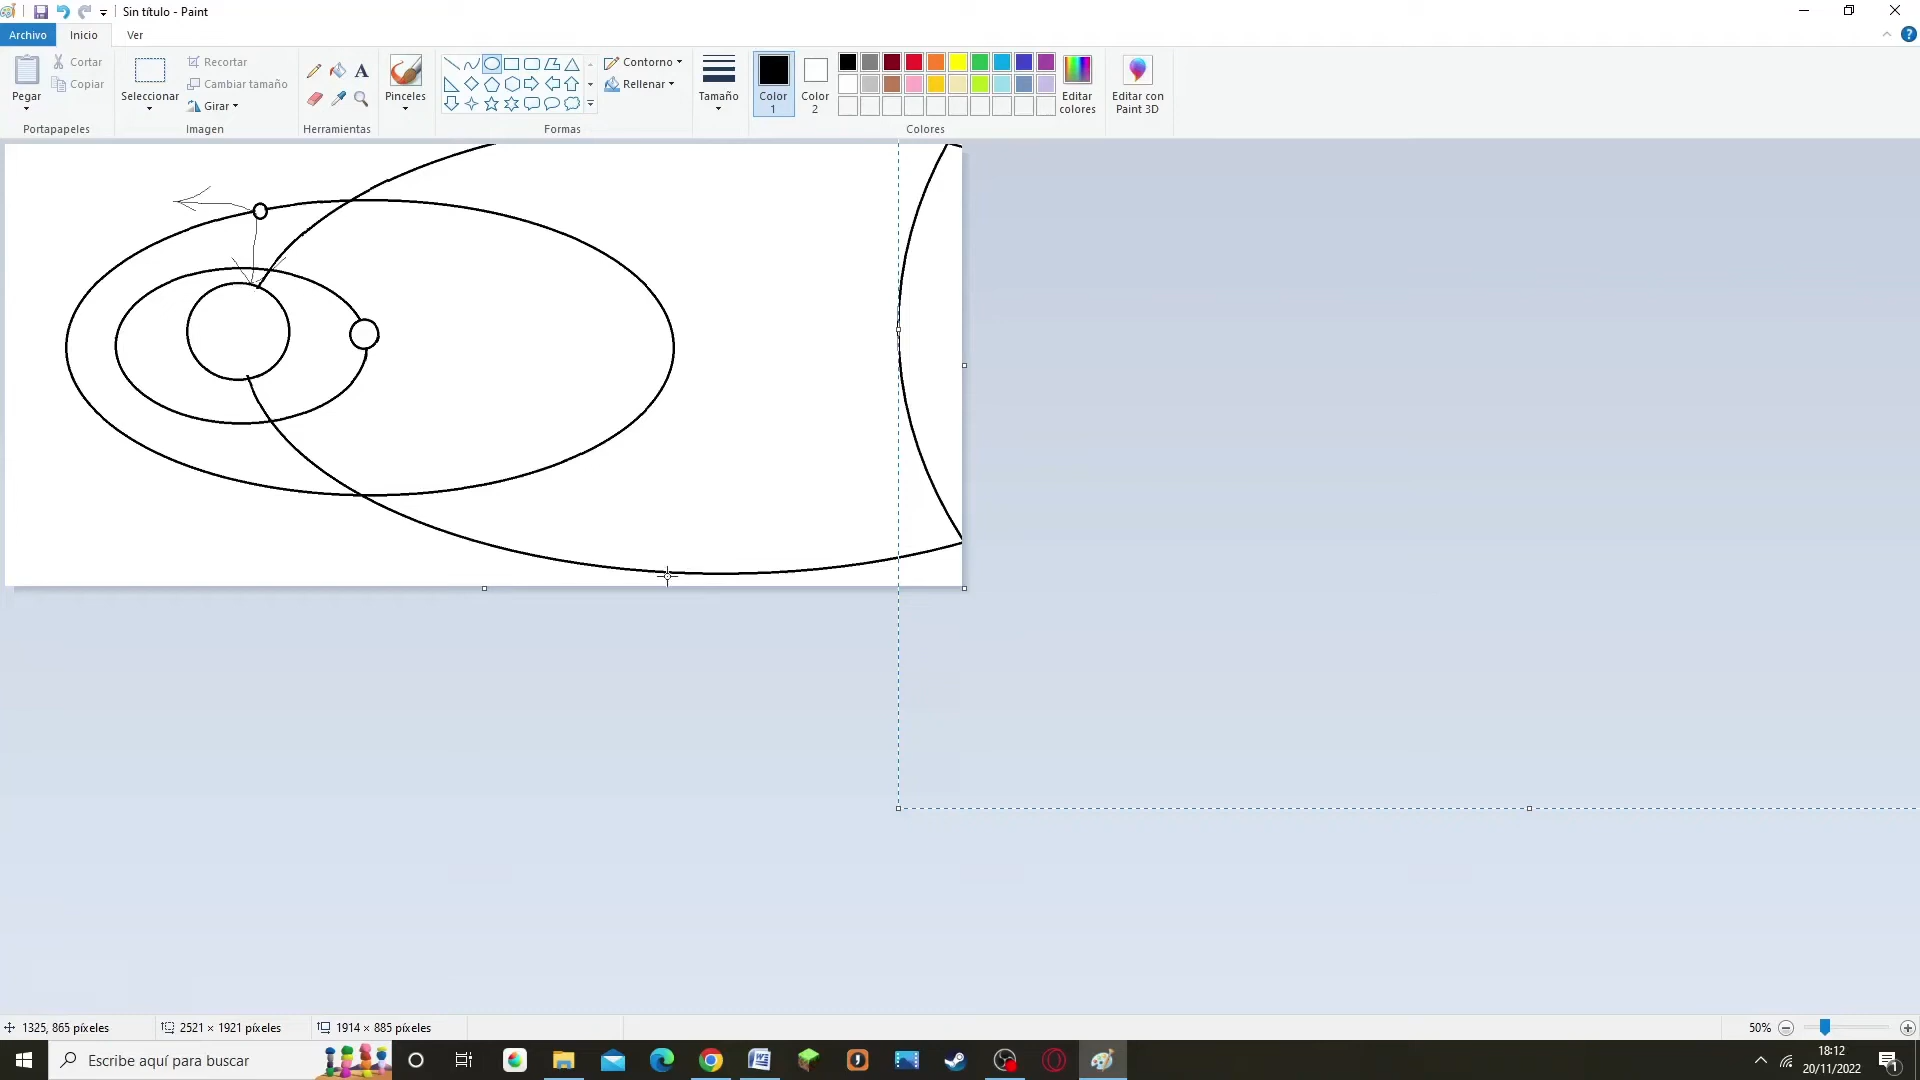 Sin título - Paint
Archivo Inicio Ver
Pegar
Cortar
Copiar
Portapapeles
Seleccionar
Recortar
Cambiar tamaño
Girar
Imagen
Herramientas
Pinceles
Contorno
Rellenar
Formas
Tamaño
Color
1
Color
2
Editar
colores
Colores
Editar con
Paint 3D
1325, 865 píxeles 2521 × 1921 píxeles 1914 × 885 píxeles 50%
Escribe aquí para buscar
18:12
20/11/2022
1